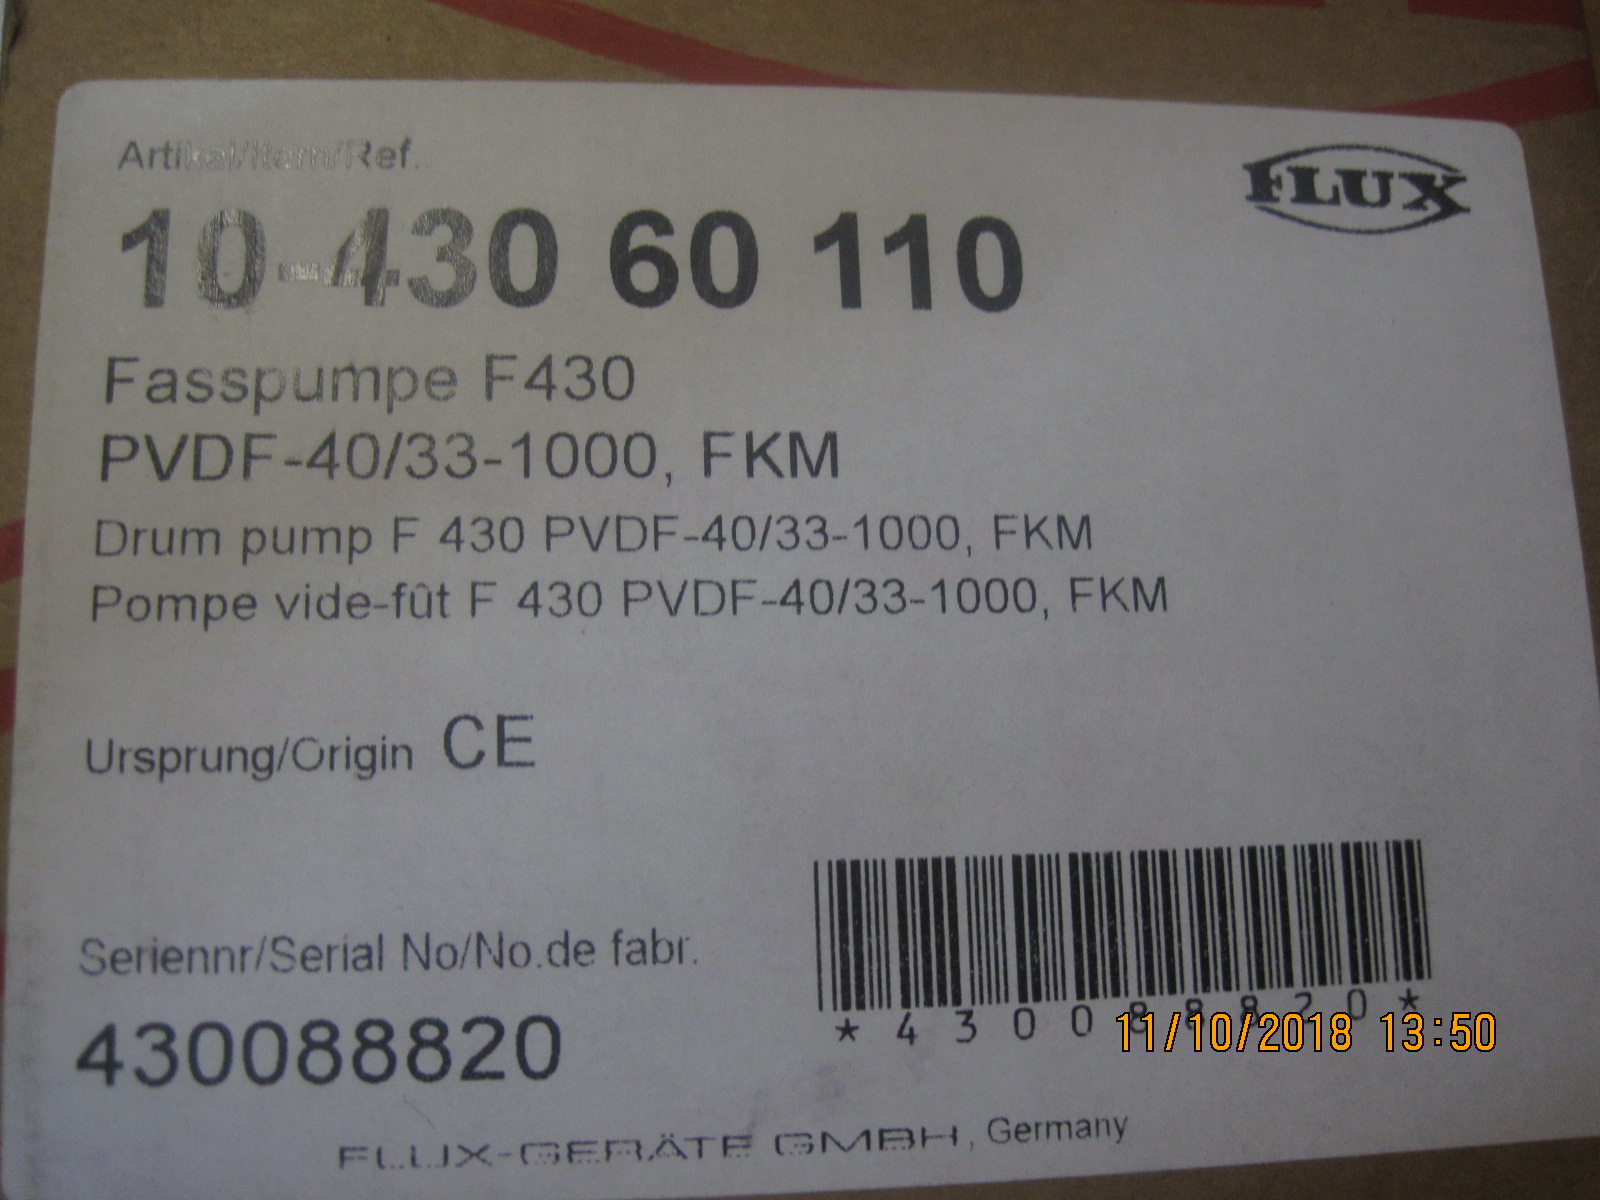 Artikel/Item/Ref.
FLUX
10-430 60 110
Fasspumpe F430
PVDF-40/33-1000, FKM
Drum pump F 430 PVDF-40/33-1000, FKM
Pompe vide-fût F 430 PVDF-40/33-1000, FKM
Ursprung/Origin CE
Seriennr/Serial No/No.de fabr.
430088820
*430088820*
11/10/2018 13:50
FLUX-GERÄTE GMBH, Germany